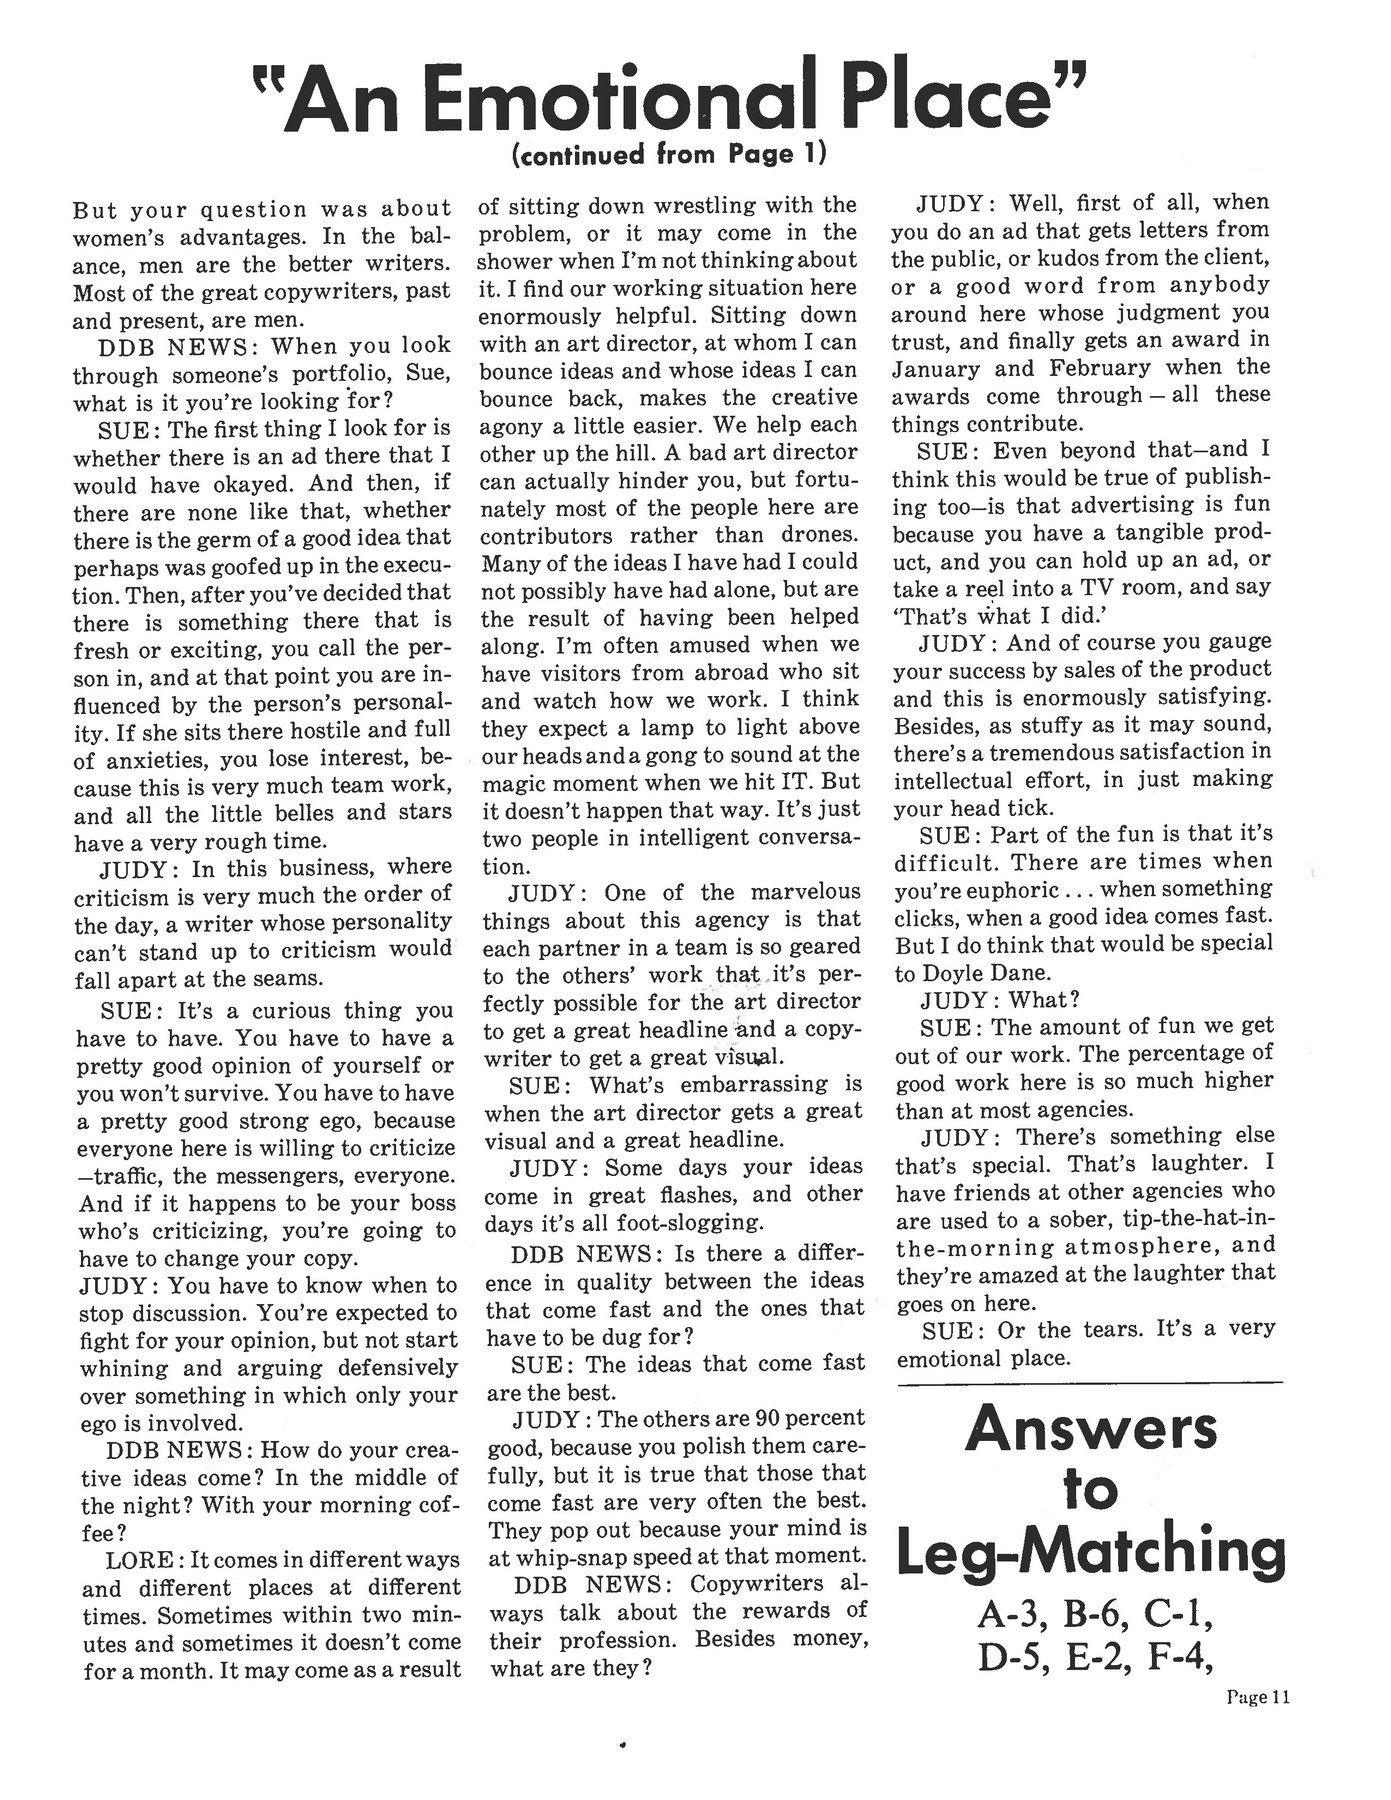 "An Emotional Place"
(continued from Page 1)
But your question was about
women's advantages. In the bal-
ance, men are the better writers.
Most of the great copywriters, past
and present, are men.
DDB NEWS: When you look
through someone's portfolio, Sue,
what is it you're looking for?
SUE: The first thing I look for is
whether there is an ad there that I
would have okayed. And then, if
there are none like that, whether
there is the germ of a good idea that
perhaps was goofed up in the execu-
tion. Then, after you've decided that
there is something there that is
fresh or exciting, you call the per-
son in, and at that point you are in-
fluenced by the person's personal-
ity. If she sits there hostile and full
of anxieties, you lose interest, be-
cause this is very much team work,
and all the little belles and stars
have a very rough time.
JUDY: In this business, where
criticism is very much the order of
the day, a writer whose personality
can't stand up to criticism would
fall apart at the seams.
SUE: It's a curious thing you
have to have. You have to have a
pretty good opinion of yourself or
you won't survive. You have to have
a pretty good strong ego, because
everyone here is willing to criticize
—traffic, the messengers, everyone.
And if it happens to be your boss
who's criticizing, you're going to
have to change your copy.
JUDY: You have to know when to
stop discussion. You're expected to
fight for your opinion, but not start
whining and arguing defensively
over something in which only your
ego is involved.
DDB NEWS: How do your crea-
tive ideas come? In the middle of
the night? With your morning cof-
fee?
LORE: It comes in different ways
and different places at different
times. Sometimes within two min-
utes and sometimes it doesn't come
for a month. It may come as a result
of sitting down wrestling with the
problem, or it may come in the
shower when I'm not thinking about
it. I find our working situation here
enormously helpful. Sitting down
with an art director, at whom I can
bounce ideas and whose ideas I can
bounce back, makes the creative
agony a little easier. We help each
other up the hill. A bad art director
can actually hinder you, but fortu-
nately most of the people here are
contributors rather than drones.
Many of the ideas I have had I could
not possibly have had alone, but are
the result of having been helped
along. I'm often amused when we
have visitors from abroad who sit
and watch how we work. I think
they expect a lamp to light above
our heads and a gong to sound at the
magic moment when we hit IT. But
it doesn't happen that way. It's just
two people in intelligent conversa-
tion.
JUDY: One of the marvelous
things about this agency is that
each partner in a team is so geared
to the others' work that it's per-
fectly possible for the art director
to get a great headline and a copy-
writer to get a great visual.
SUE: What's embarrassing is
when the art director gets a great
visual and a great headline.
JUDY: Some days your ideas
come in great flashes, and other
days it's all foot-slogging.
DDB NEWS: Is there a differ-
ence in quality between the ideas
that come fast and the ones that
have to be dug for?
SUE: The ideas that come fast
are the best.
JUDY: The others are 90 percent
good, because you polish them care-
fully, but it is true that those that
come fast are very often the best.
They pop out because your mind is
at whip-snap speed at that moment.
DDB NEWS: Copywriters al-
ways talk about the rewards of
their profession. Besides money,
what are they?
JUDY: Well, first of all, when
you do an ad that gets letters from
the public, or kudos from the client,
or a good word from anybody
around here whose judgment you
trust, and finally gets an award in
January and February when the
awards come through — all these
things contribute.
SUE: Even beyond that—and I
think this would be true of publish-
ing too—is that advertising is fun
because you have a tangible prod-
uct, and you can hold up an ad, or
take a reel into a TV room, and say
'That's what I did.'
JUDY: And of course you gauge
your success by sales of the product
and this is enormously satisfying.
Besides, as stuffy as it may sound,
there's a tremendous satisfaction in
intellectual effort, in just making
your head tick.
SUE: Part of the fun is that it's
difficult. There are times when
you're euphoric ... when something
clicks, when a good idea comes fast.
But I do think that would be special
to Doyle Dane.
JUDY: What?
SUE: The amount of fun we get
out of our work. The percentage of
good work here is so much higher
than at most agencies.
JUDY: There's something else
that's special. That's laughter. I
have friends at other agencies who
are used to a sober, tip-the-hat-in-
the-morning atmosphere, and
they're amazed at the laughter that
goes on here.
SUE: Or the tears. It's a very
emotional place.
Answers
to
Leg-Matching
A-3, B-6, C-1,
D-5, E-2, F-4,
Page 11